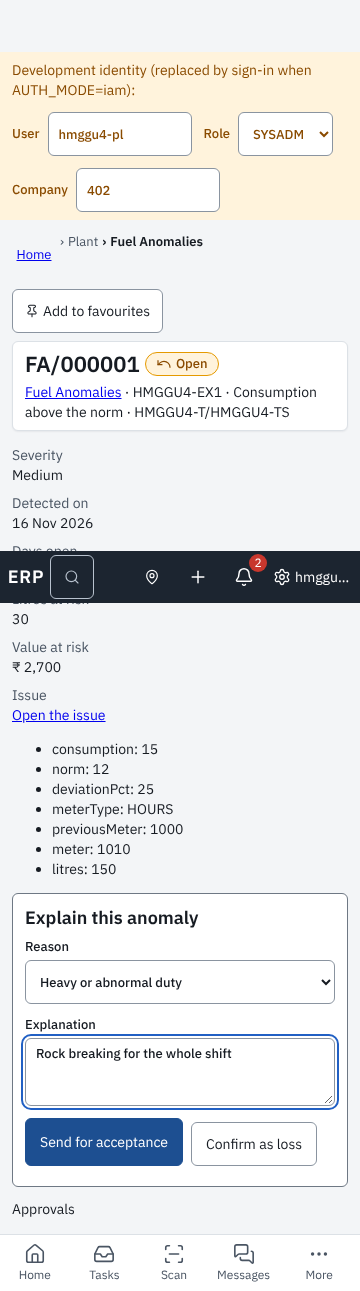 Development identity (replaced by sign-in when
AUTH_MODE=iam):
User hmggu4-pl Role SYSADM
Company 402
Home › Plant › Fuel Anomalies
Add to favourites
FA/000001 Open
Fuel Anomalies · HMGGU4-EX1 · Consumption
above the norm · HMGGU4-T/HMGGU4-TS
Severity
Medium
Detected on
16 Nov 2026
Days open
ERP 2 hmggu...
Litres at risk
30
Value at risk
₹ 2,700
Issue
Open the issue
consumption: 15
norm: 12
deviationPct: 25
meterType: HOURS
previousMeter: 1000
meter: 1010
litres: 150
Explain this anomaly
Reason
Heavy or abnormal duty
Explanation
Rock breaking for the whole shift
Send for acceptance Confirm as loss
Approvals
Home Tasks Scan Messages More